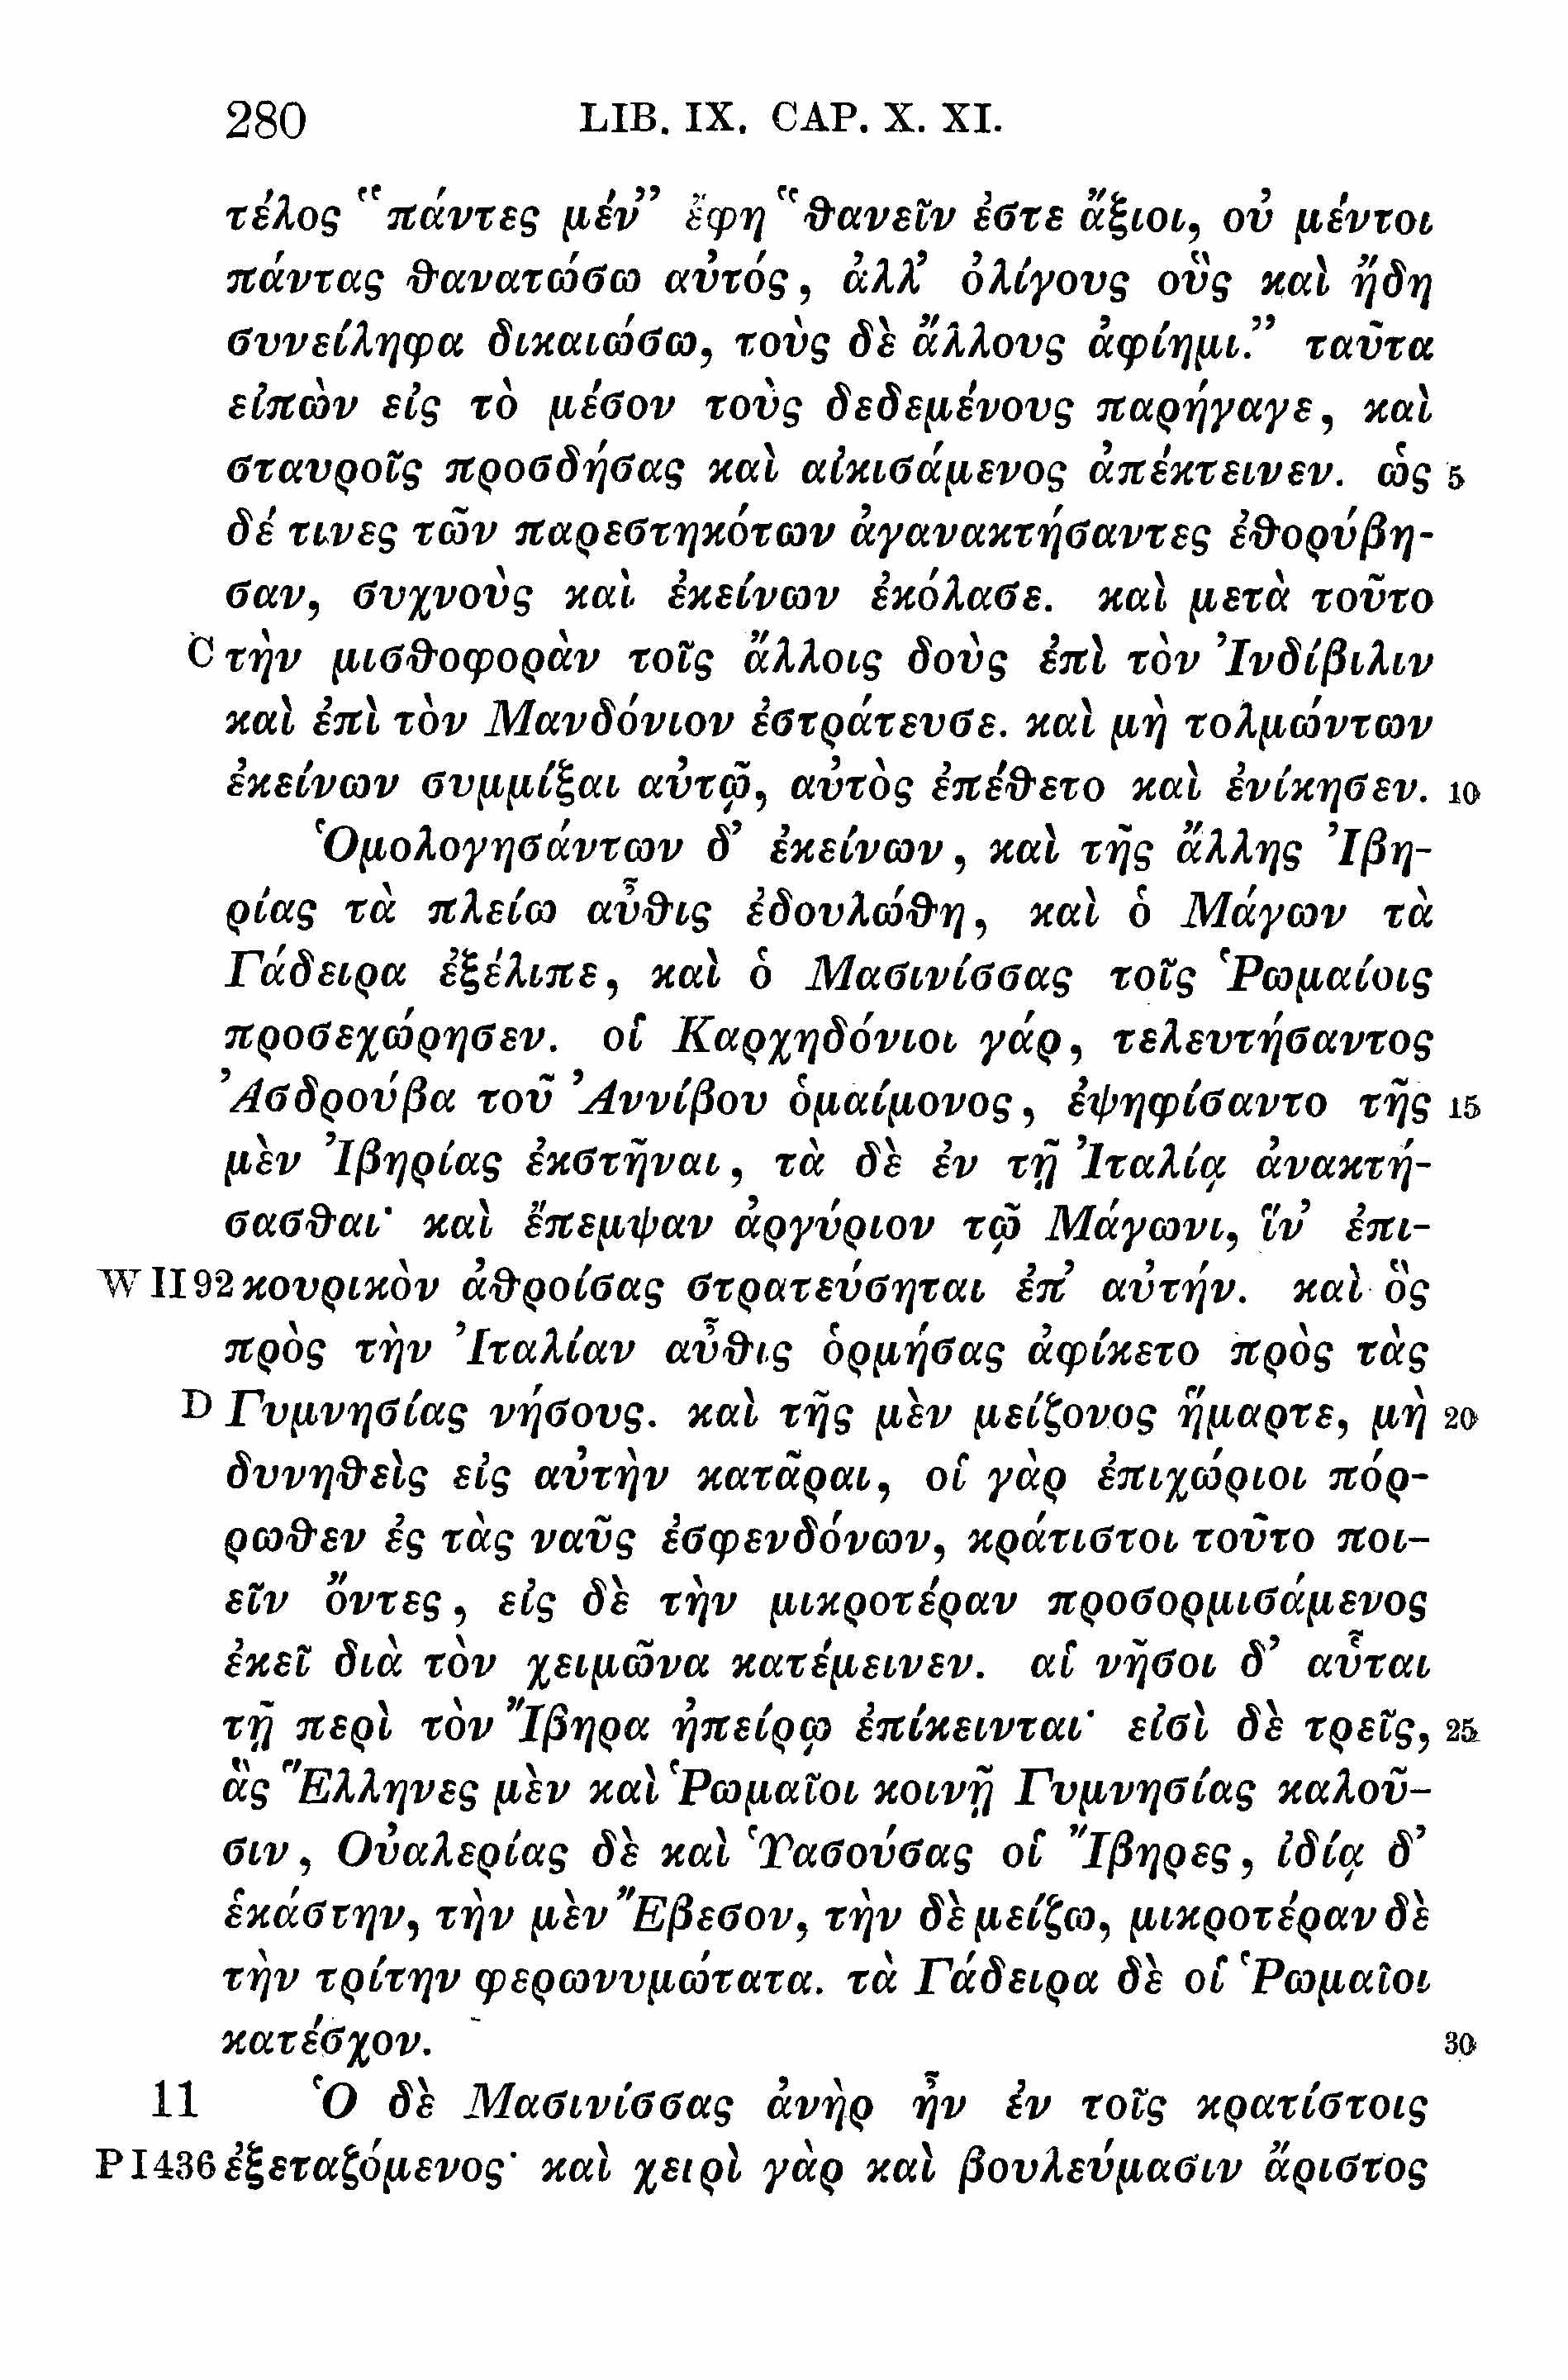 280 LIB. IX. CAP. X. XI.
τέλος “πάντες μέν” ἔφη “θανεῖν ἐστε ἄξιοι, οὐ μέντοι
πάντας θανατώσω αὐτός, ἀλλ’ ὀλίγους οὓς καὶ ἤδη
συνείληφα δικαιώσω, τοὺς δὲ ἄλλους ἀφίημι.” ταῦτα
εἰπὼν εἰς τὸ μέσον τοὺς δεδεμένους παρήγαγε, καὶ
σταυροῖς προσδήσας καὶ αἰκισάμενος ἀπέκτεινεν. ὡς 5
δέ τινες τῶν παρεστηκότων ἀγανακτήσαντες ἐθορύβη-
σαν, συχνοὺς καὶ ἐκείνων ἐκόλασε. καὶ μετὰ τοῦτο
C τὴν μισθοφορὰν τοῖς ἄλλοις δοὺς ἐπὶ τὸν Ἰνδίβιλιν
καὶ ἐπὶ τὸν Μανδόνιον ἐστράτευσε. καὶ μὴ τολμώντων
ἐκείνων συμμίξαι αὐτῷ, αὐτὸς ἐπέθετο καὶ ἐνίκησεν. 10
Ὁμολογησάντων δ’ ἐκείνων, καὶ τῆς ἄλλης Ἰβη-
ρίας τὰ πλείω αὖθις ἐδουλώθη, καὶ ὁ Μάγων τὰ
Γάδειρα ἐξέλιπε, καὶ ὁ Μασινίσσας τοῖς Ῥωμαίοις
προσεχώρησεν. οἱ Καρχηδόνιοι γάρ, τελευτήσαντος
Ἀσδρούβα τοῦ Ἀννίβου ὁμαίμονος, ἐψηφίσαντο τῆς 15
μὲν Ἰβηρίας ἐκστῆναι, τὰ δὲ ἐν τῇ Ἰταλίᾳ ἀνακτή-
σασθαι· καὶ ἔπεμψαν ἀργύριον τῷ Μάγωνι, ἵν’ ἐπι-
W II 92 κουρικὸν ἀθροίσας στρατεύσηται ἐπ’ αὐτήν. καὶ ὃς
πρὸς τὴν Ἰταλίαν αὖθις ὁρμήσας ἀφίκετο πρὸς τὰς
D Γυμνησίας νήσους. καὶ τῆς μὲν μείζονος ἥμαρτε, μὴ 20
δυνηθεὶς εἰς αὐτὴν κατᾶραι, οἱ γὰρ ἐπιχώριοι πόρ-
ρωθεν ἐς τὰς ναῦς ἐσφενδόνων, κράτιστοι τοῦτο ποι-
εῖν ὄντες, εἰς δὲ τὴν μικροτέραν προσορμισάμενος
ἐκεῖ διὰ τὸν χειμῶνα κατέμεινεν. αἱ νῆσοι δ’ αὗται
τῇ περὶ τὸν Ἴβηρα ἠπείρῳ ἐπίκεινται· εἰσὶ δὲ τρεῖς, 25
ἃς Ἕλληνες μὲν καὶ Ῥωμαῖοι κοινῇ Γυμνησίας καλοῦ-
σιν, Οὐαλερίας δὲ καὶ Ὑασούσας οἱ Ἴβηρες, ἰδίᾳ δ’
ἑκάστην, τὴν μὲν Ἔβεσον, τὴν δὲ μείζω, μικροτέραν δὲ
τὴν τρίτην φερωνυμώτατα. τὰ Γάδειρα δὲ οἱ Ῥωμαῖοι
κατέσχον. 30
11 Ὁ δὲ Μασινίσσας ἀνὴρ ἦν ἐν τοῖς κρατίστοις
P I 436 ἐξεταζόμενος· καὶ χειρὶ γὰρ καὶ βουλεύμασιν ἄριστος